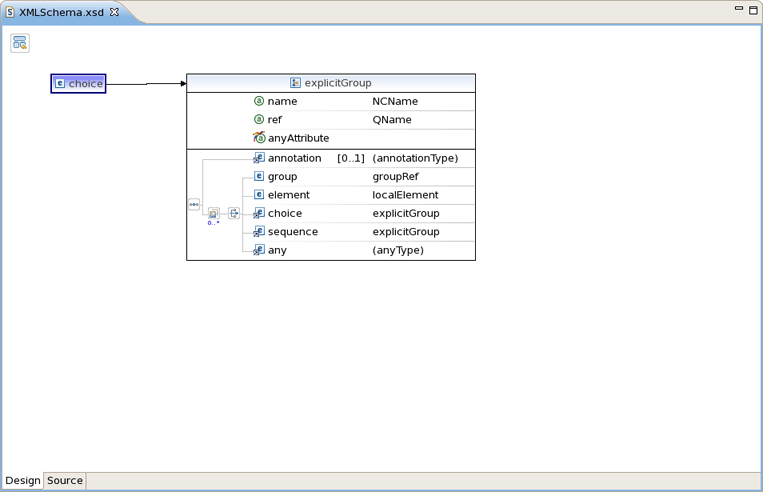 XMLSchema.xsd
choice
explicitGroup
name NCName
ref QName
anyAttribute
annotation [0..1] (annotationType)
group groupRef
element localElement
choice explicitGroup
0..*
sequence explicitGroup
any (anyType)
Design Source